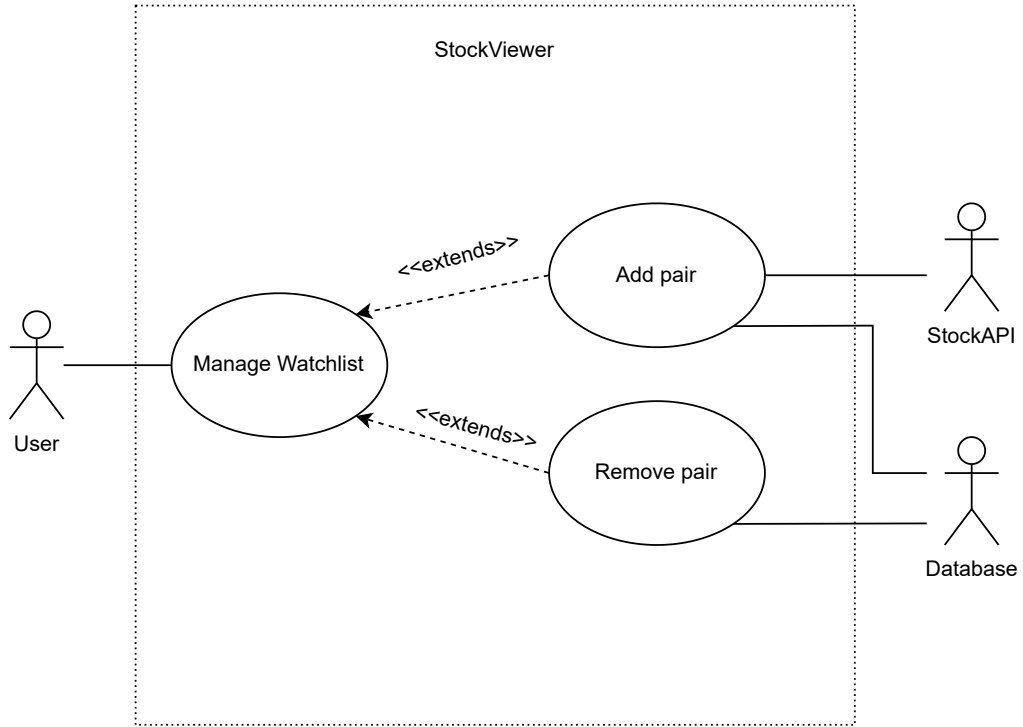 StockViewer
<<extends>>
Add pair
StockAPI
Manage Watchlist
User
<<extends>>
Remove pair
Database